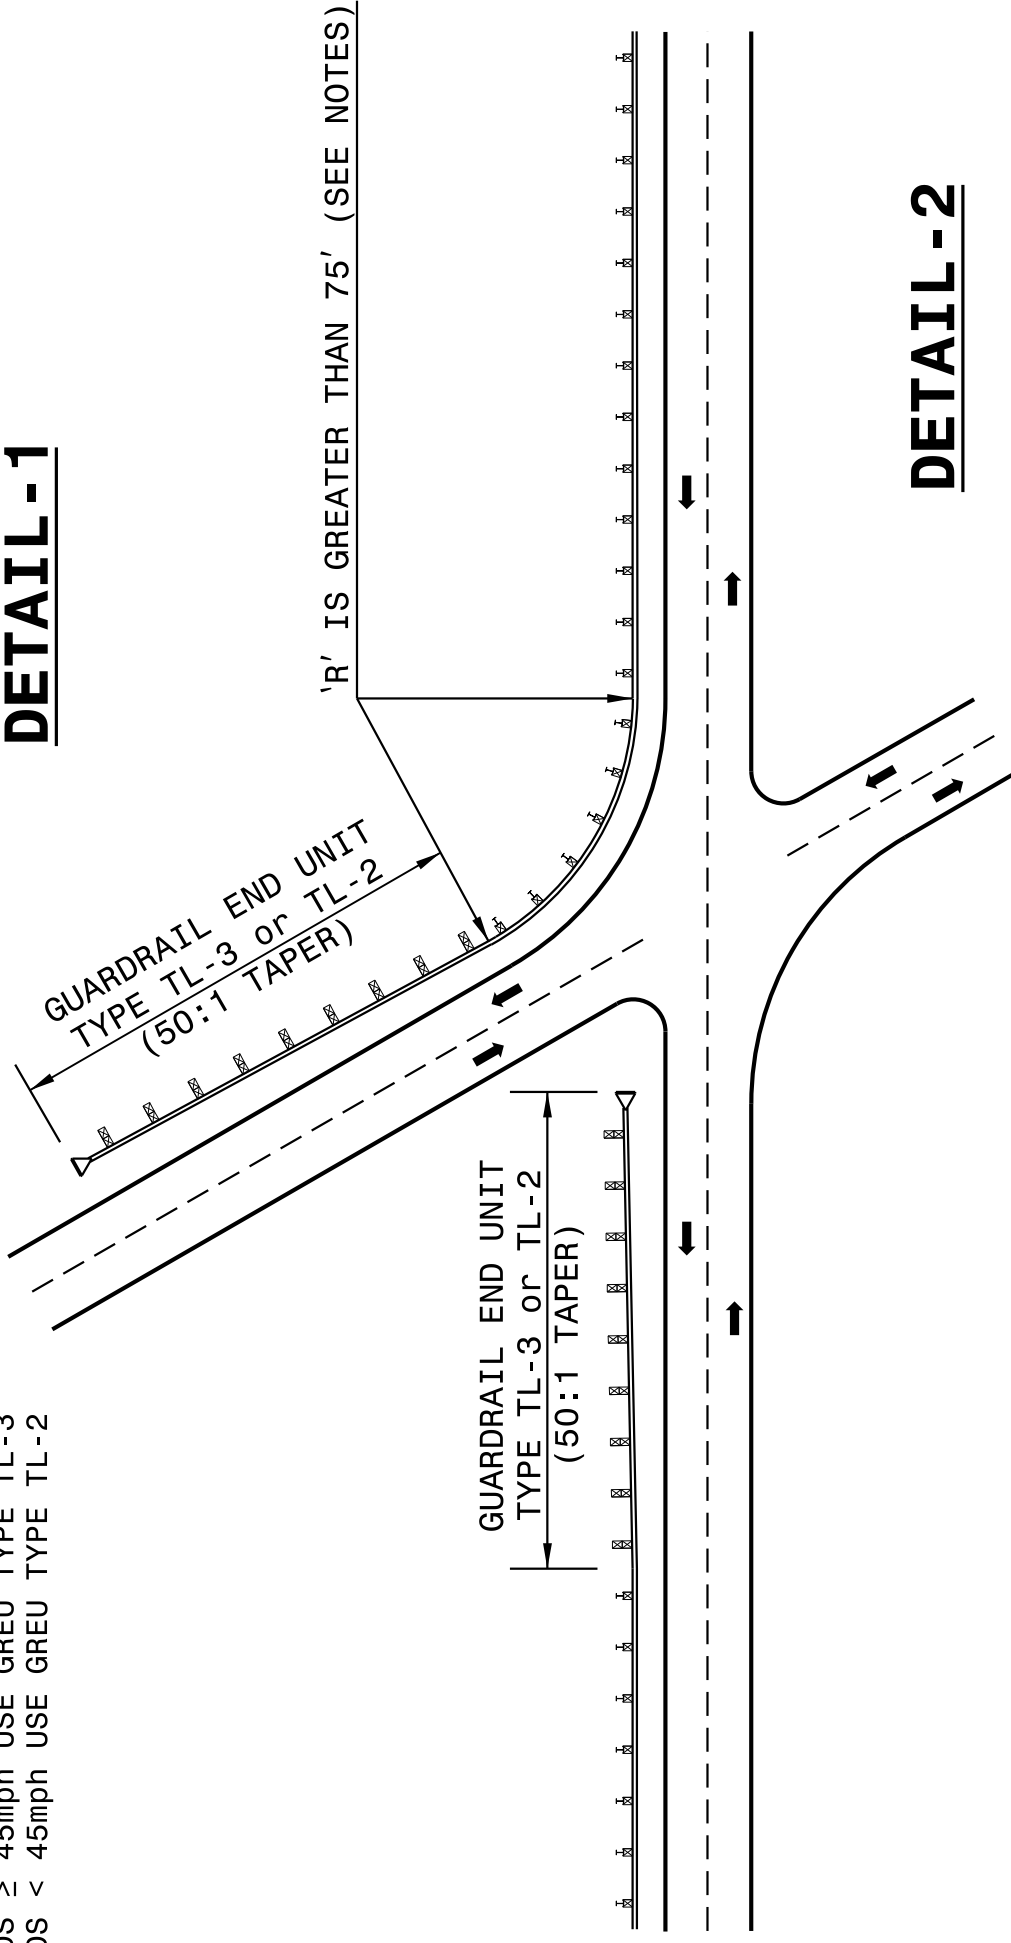 DETAIL-1
'R' IS GREATER THAN 75' (SEE NOTES)
GUARDRAIL END UNIT
TYPE TL-3 or TL-2
(50:1 TAPER)
GUARDRAIL END UNIT
TYPE TL-3 or TL-2
(50:1 TAPER)
≥ 45mph USE GREU TYPE TL-3
< 45mph USE GREU TYPE TL-2
DETAIL-2